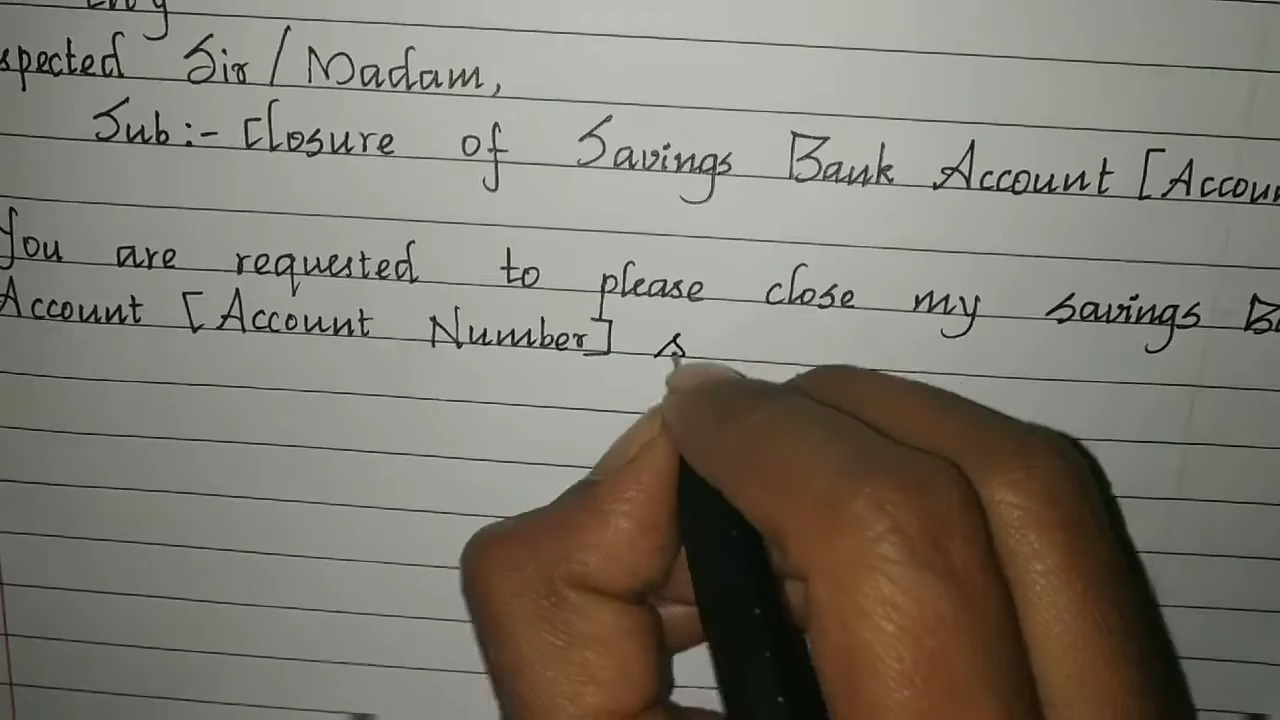 spected Sir/Madam,
Sub:- Closure of Savings Bank Account [Accoun
You are requested to please close my savings Ba
Account [Account Number] s